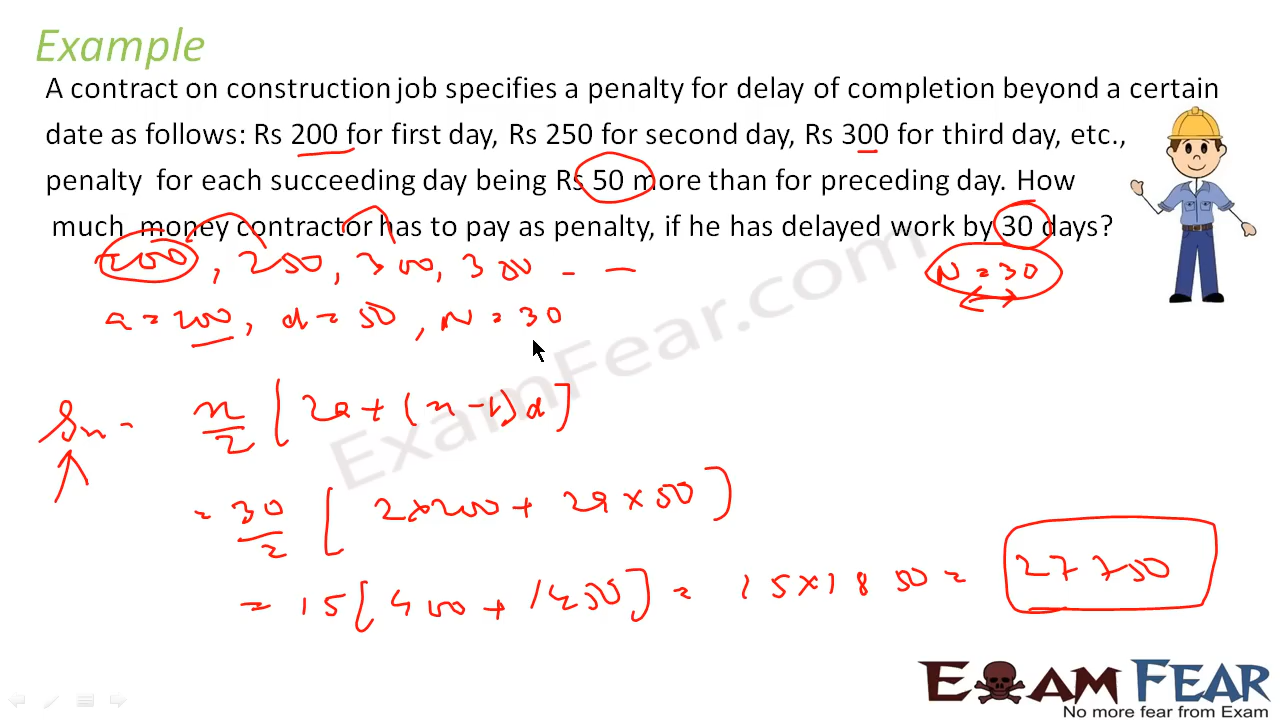 Example
A contract on construction job specifies a penalty for delay of completion beyond a certain
date as follows: Rs 200 for first day, Rs 250 for second day, Rs 300 for third day, etc.,
penalty for each succeeding day being Rs 50 more than for preceding day. How
much money contractor has to pay as penalty, if he has delayed work by 30 days?
200, 250, 300, 300 - -
N = 30
a = 200, d = 50, N = 30
Sn = n/2 [2a + (n-1)d]
= 30/2 [2×200 + 29×50]
= 15[400 + 1450] = 15×1850 = 27750
ExamFear.com
EXAM FEAR
No more fear from Exam